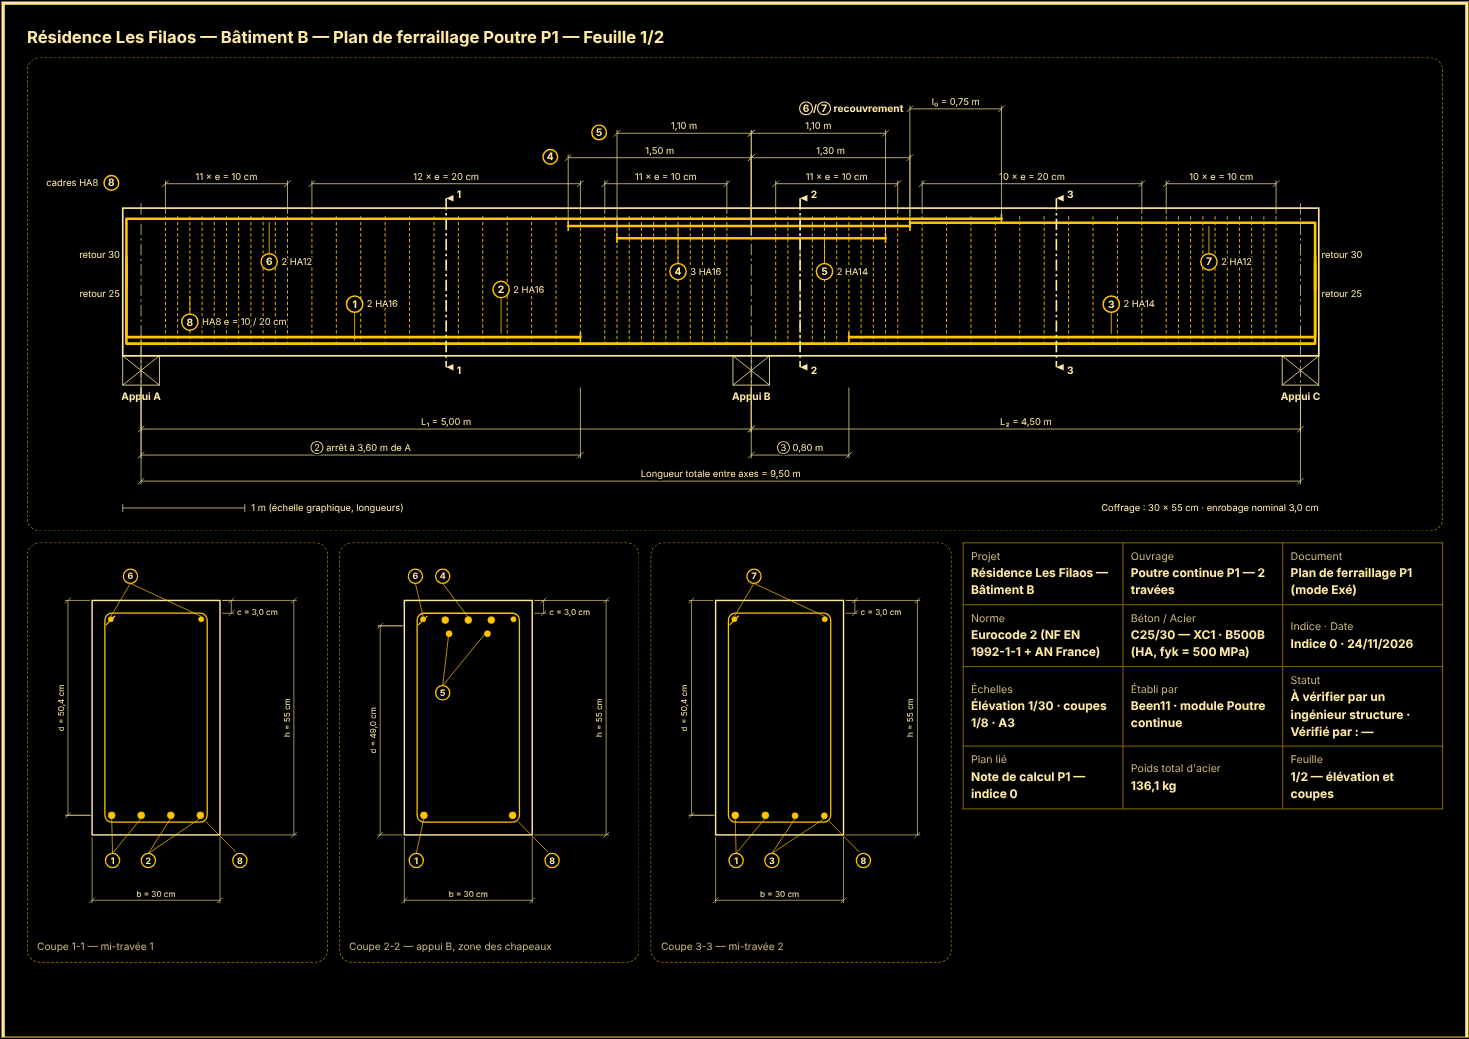 Résidence Les Filaos — Bâtiment B — Plan de ferraillage Poutre P1 — Feuille 1/2
⑥/⑦ recouvrement
l₀ = 0,75 m
5
1,10 m
1,10 m
4
1,50 m
1,30 m
cadres HA8 8
11 × e = 10 cm
12 × e = 20 cm
11 × e = 10 cm
11 × e = 10 cm
10 × e = 20 cm
10 × e = 10 cm
1
2
3
retour 30
6 2 HA12
4 3 HA16
5 2 HA14
7 2 HA12
retour 30
retour 25
1 2 HA16
2 2 HA16
3 2 HA14
retour 25
8 HA8 e = 10 / 20 cm
1
2
3
Appui A
Appui B
Appui C
L₁ = 5,00 m
L₂ = 4,50 m
② arrêt à 3,60 m de A
③ 0,80 m
Longueur totale entre axes = 9,50 m
1 m (échelle graphique, longueurs)
Coffrage : 30 × 55 cm · enrobage nominal 3,0 cm
6
c = 3,0 cm
d = 50,4 cm
h = 55 cm
1
2
8
b = 30 cm
Coupe 1-1 — mi-travée 1
6
4
c = 3,0 cm
5
d = 49,0 cm
h = 55 cm
1
8
b = 30 cm
Coupe 2-2 — appui B, zone des chapeaux
7
c = 3,0 cm
d = 50,4 cm
h = 55 cm
1
3
8
b = 30 cm
Coupe 3-3 — mi-travée 2
Projet
Résidence Les Filaos —
Bâtiment B
Ouvrage
Poutre continue P1 — 2
travées
Document
Plan de ferraillage P1
(mode Exé)
Norme
Eurocode 2 (NF EN
1992-1-1 + AN France)
Béton / Acier
C25/30 — XC1 · B500B
(HA, fyk = 500 MPa)
Indice · Date
Indice 0 · 24/11/2026
Échelles
Élévation 1/30 · coupes
1/8 · A3
Établi par
Been11 · module Poutre
continue
Statut
À vérifier par un
ingénieur structure ·
Vérifié par : —
Plan lié
Note de calcul P1 —
indice 0
Poids total d'acier
136,1 kg
Feuille
1/2 — élévation et
coupes